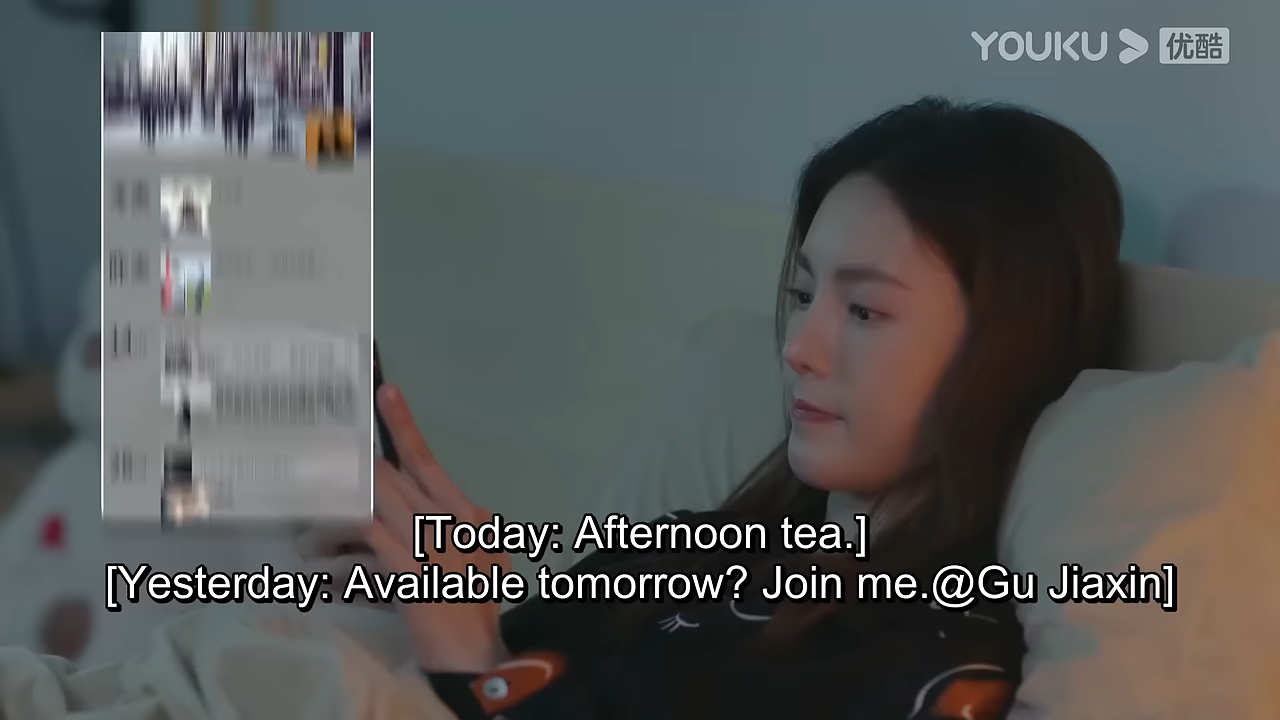 YOUKU 优酷
[Today: Afternoon tea.]
[Yesterday: Available tomorrow? Join me.@Gu Jiaxin]